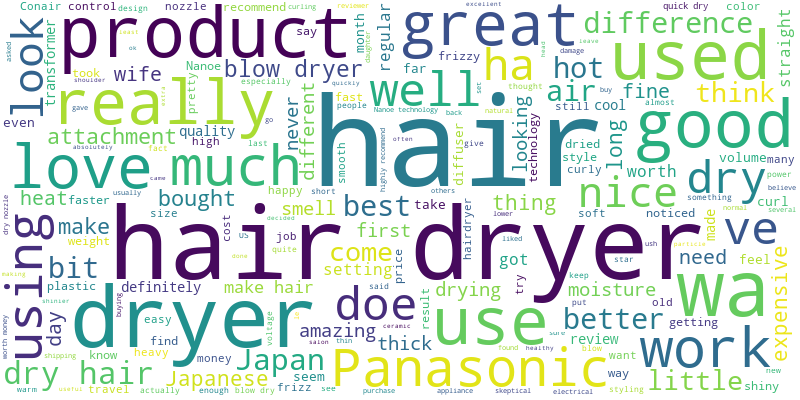 Conair control design nozzle recommend curling reviewer excellent quick dry color
product great difference used
look transformer asked least ok say month daughter regular frizzy far head damage leave
took wife Nanoe blow dryer ha hot think straight
really pretty especially quickly well set air fine
shoulder gave extra fast people thought buy
even attachment quality high last go never different Nanoe technology back still cool almost
absolutely fact smooth often natural looking technology dried good
love much came hair diffuser give style long volume many
highly recommend curly worth power
heat faster usually happy short others nice dry something believe
bought smell best take thing soft noticed curl several
dry nozzle using make size cost decided us job first hairdryer lower liked got made normal
hair dryer ve
weight quite come star ush particle
bit plastic definitely done setting price drying try moisture need feel
making shinier buying make hair said doe keep old wa expensive
day easy voltage amazing result use put better getting
worth money heavy find is saion thin thick ceramic sure review
dryer shipping know money Japan seem found healthy blow want work new
dry hair Japanese frizz Panasonic way little shiny
warm travel useful actually enough blow dry see purchase appliance skeptical electrical styling